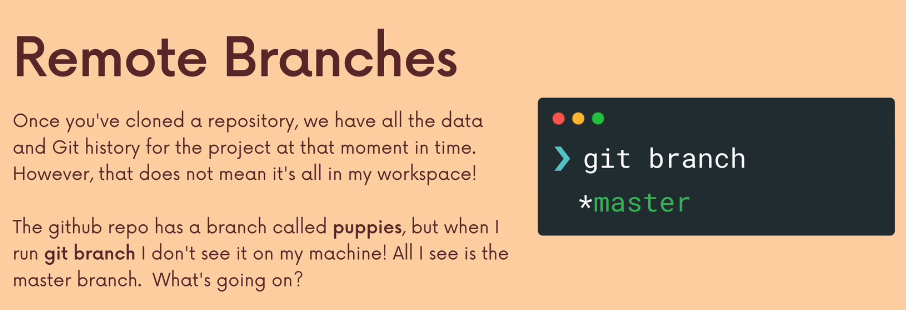 Remote Branches
Once you've cloned a repository, we have all the data
and Git history for the project at that moment in time.
However, that does not mean it's all in my workspace!
The github repo has a branch called puppies, but when I
run git branch I don't see it on my machine! All I see is the
master branch.  What's going on?
❯ git branch
*master